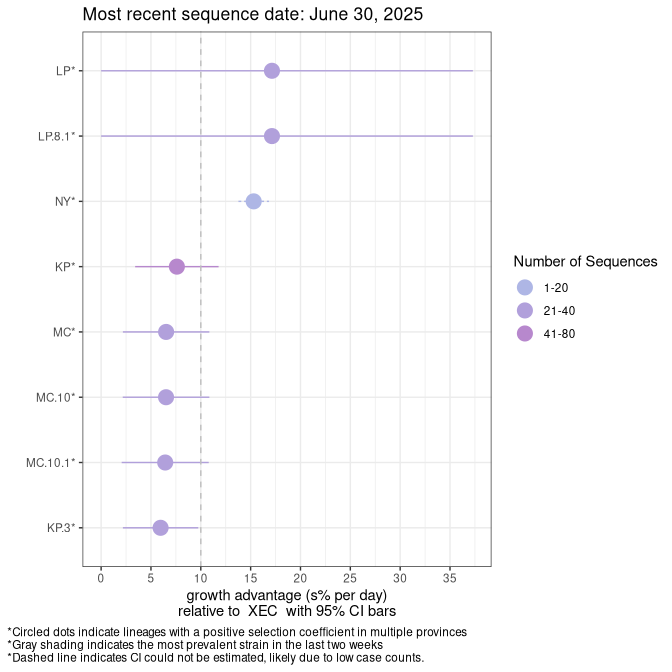 Most recent sequence date: June 30, 2025
LP*
LP.8.1*
NY*
KP*
MC*
MC.10*
MC.10.1*
KP.3*
0 5 10 15 20 25 30 35
growth advantage (s% per day)
relative to XEC with 95% CI bars
Number of Sequences
1-20
21-40
41-80
*Circled dots indicate lineages with a positive selection coefficient in multiple provinces
*Gray shading indicates the most prevalent strain in the last two weeks
*Dashed line indicates CI could not be estimated, likely due to low case counts.